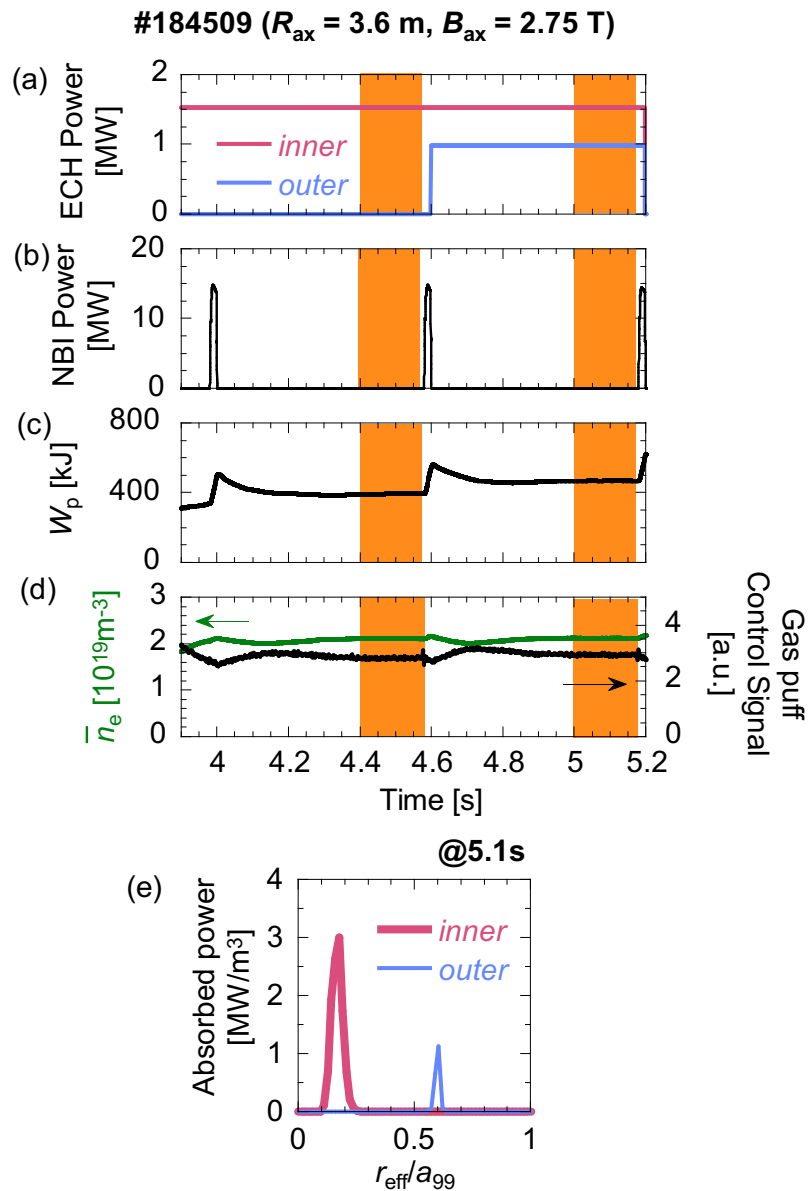 #184509 (Rax = 3.6 m, Bax = 2.75 T)
(a)
ECH Power
[MW]
2
1
0
inner
outer
(b)
NBI Power
[MW]
20
15
10
0
(c)
Wp [kJ]
800
400
0
(d)
n̅e [10¹⁹m⁻³]
3
2
1
0
4
2
0
Gas puff
Control Signal
[a.u.]
4 4.2 4.4 4.6 4.8 5 5.2
Time [s]
@5.1s
(e)
Absorbed power
[MW/m³]
4
3
2
1
0
inner
outer
0 0.5 1
reff/a99